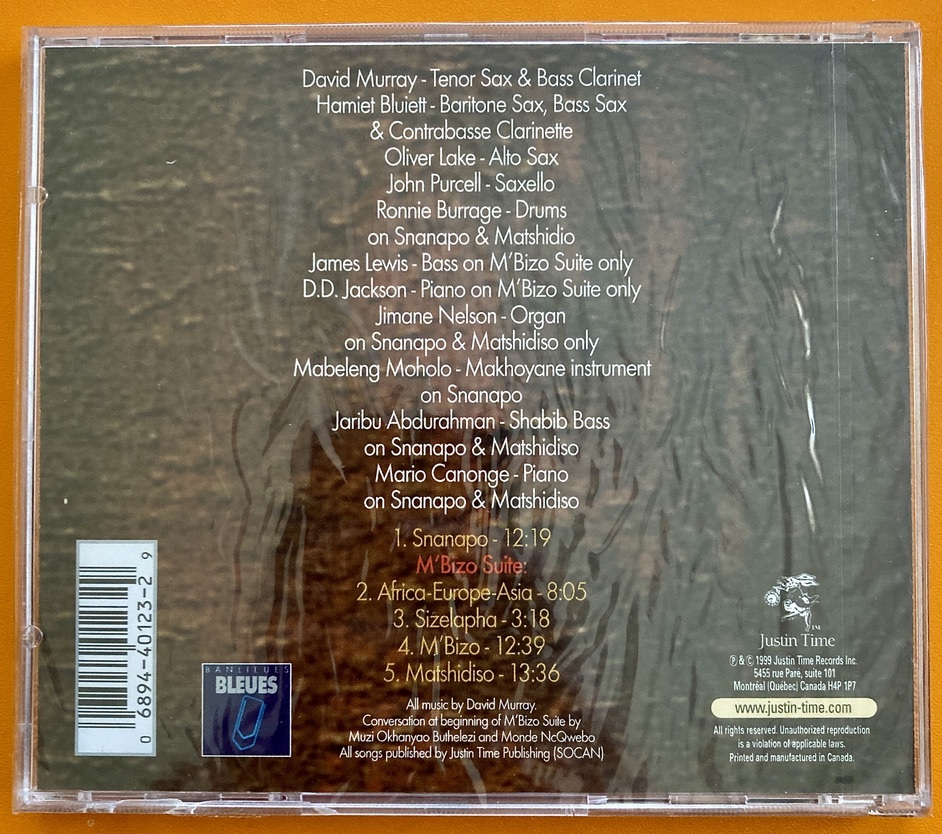 David Murray - Tenor Sax & Bass Clarinet
Hamiet Bluiett - Baritone Sax, Bass Sax
& Contrabasse Clarinette
Oliver Lake - Alto Sax
John Purcell - Saxello
Ronnie Burrage - Drums
on Snanapo & Matshidio
James Lewis - Bass on M'Bizo Suite only
D.D. Jackson - Piano on M'Bizo Suite only
Jimane Nelson - Organ
on Snanapo & Matshidiso only
Mabeleng Moholo - Makhoyane instrument
on Snanapo
Jaribu Abdurahman - Shabib Bass
on Snanapo & Matshidiso
Mario Canonge - Piano
on Snanapo & Matshidiso
1. Snanapo - 12:19
M'Bizo Suite:
2. Africa-Europe-Asia - 8:05
3. Sizelapha - 3:18
4. M'Bizo - 12:39
5. Matshidiso - 13:36
All music by David Murray.
Conversation at beginning of M'Bizo Suite by
Muzi Okhanyao Buthelezi and Monde NcQwebo
All songs published by Justin Time Publishing (SOCAN)
0 6894-40123-2 9
BANLIEUES
BLEUES
TM
Justin Time
℗ & © 1999 Justin Time Records Inc.
5455 rue Paré, suite 101
Montréal (Québec) Canada H4P 1P7
www.justin-time.com
All rights reserved. Unauthorized reproduction
is a violation of applicable laws.
Printed and manufactured in Canada.